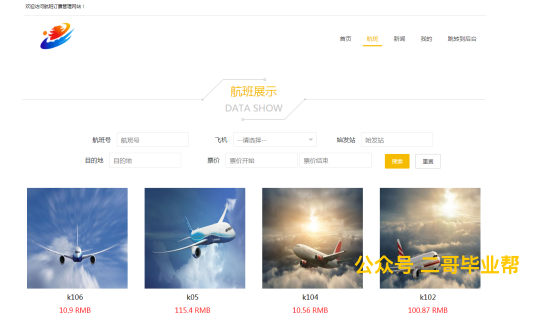 欢迎访问航班订票管理网站！
首页 航班 新闻 我的 跳转到后台
航班展示
DATA SHOW
航班号 航班号 飞机 --请选择-- 始发站 始发站
目的地 目的地 票价 票价开始 票价结束 搜索 重置
公众号 二哥毕业帮
k106 k05 k104 k102
10.9 RMB 115.4 RMB 10.56 RMB 100.87 RMB